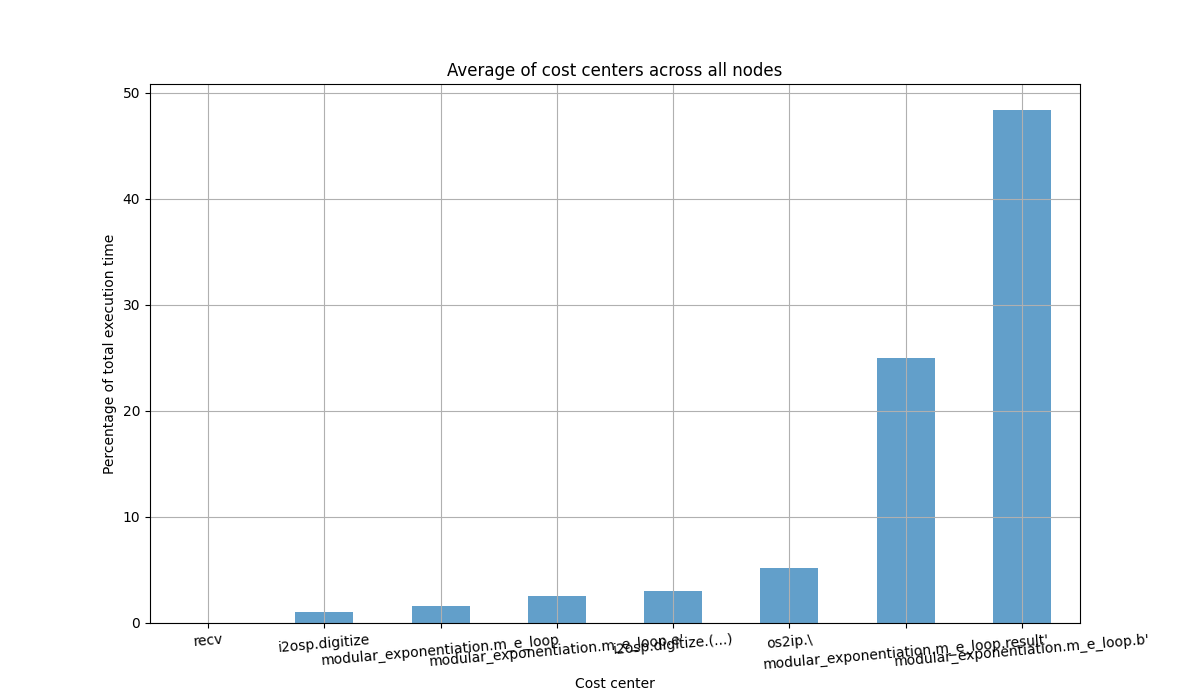 Average of cost centers across all nodes
Percentage of total execution time
50
40
30
20
10
0
recv
i2osp.digitize
modular_exponentiation.m_e_loop
modular_exponentiation.m_e_loop.e'
i2osp.digitize.(...)
os2ip.\
modular_exponentiation.m_e_loop.result'
modular_exponentiation.m_e_loop.b'
Cost center